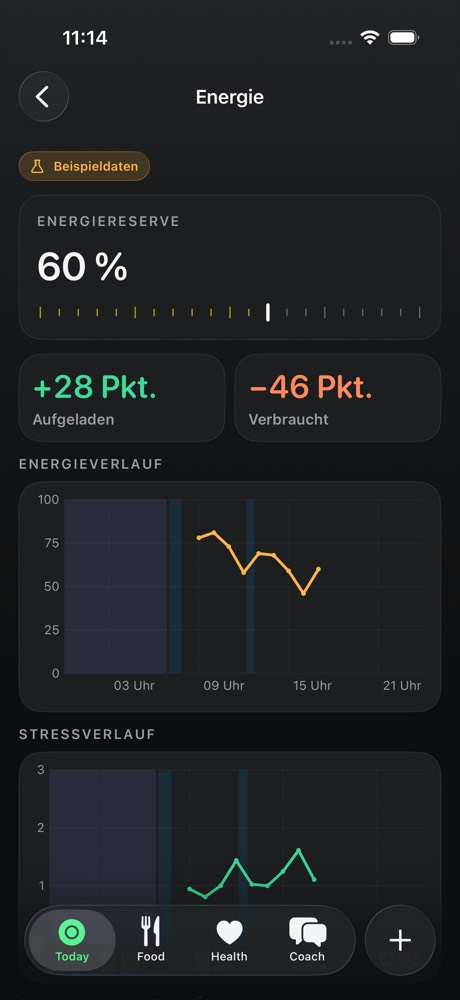 11:14
Energie
Beispieldaten
ENERGIERESERVE
60 %
+28 Pkt.
Aufgeladen
−46 Pkt.
Verbraucht
ENERGIEVERLAUF
100
75
50
25
0
03 Uhr
09 Uhr
15 Uhr
21 Uhr
STRESSVERLAUF
3
2
1
Today
Food
Health
Coach